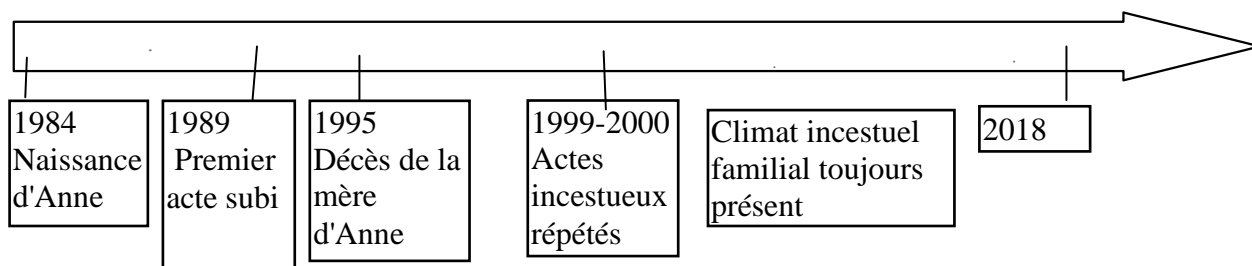 1984
Naissance
d'Anne
1989
Premier
acte subi
1995
Décès de la
mère
d'Anne
1999-2000
Actes
incestueux
répétés
Climat incestuel
familial toujours
présent
2018